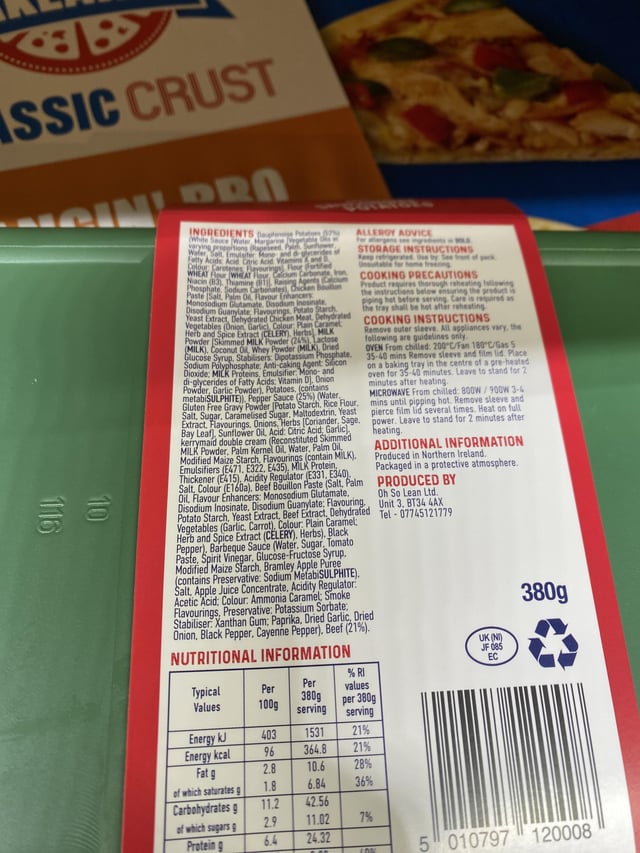 ASSIC CRUST
INGREDIENTS Dauphinoise Potatoes (52%)
(White Sauce (Water, Margarine (Vegetable Oils in
varying proportions (Rapeseed, Palm, Sunflower,
Water, Salt, Emulsifier: Mono- and di-glycerides of
Fatty Acids; Acid: Citric Acid; Vitamins A and D,
Colour: Carotenes, Flavourings), Flour (Fortified
WHEAT Flour (WHEAT Flour, Calcium Carbonate, Iron,
Niacin (B3), Thiamine (B1)), Raising Agents (Calcium
Phosphate, Sodium Carbonates), Chicken Bouillon
Paste (Salt, Palm Oil, Flavour Enhancers:
Monosodium Glutamate, Disodium Inosinate,
Disodium Guanylate; Flavourings, Potato Starch,
Yeast Extract, Dehydrated Chicken Meat, Dehydrated
Vegetables (Onion, Garlic), Colour: Plain Caramel;
Herb and Spice Extract (CELERY), Herbs), MILK
Powder (Skimmed MILK Powder (24%), Lactose
(MILK), Coconut Oil, Whey Powder (MILK), Dried
Glucose Syrup, Stabilisers: Dipotassium Phosphate,
Sodium Polyphosphate; Anti-caking Agent: Silicon
Dioxide; MILK Proteins, Emulsifier: Mono- and
di-glycerides of Fatty Acids; Vitamin D), Onion
Powder, Garlic Powder), Potatoes, (contains
metabiSULPHITE)), Pepper Sauce (25%) (Water,
Gluten Free Gravy Powder (Potato Starch, Rice Flour,
Salt, Sugar, Caramelised Sugar, Maltodextrin, Yeast
Extract, Flavourings, Onions, Herbs (Coriander, Sage,
Bay Leaf), Sunflower Oil, Acid: Citric Acid; Garlic),
kerrymaid double cream (Reconstituted Skimmed
MILK Powder, Palm Kernel Oil, Water, Palm Oil,
Modified Maize Starch, Flavourings (contain MILK),
Emulsifiers (E471, E322, E435), MILK Protein,
Thickener (E415), Acidity Regulator (E331, E340),
Salt, Colour (E160a), Beef Bouillon Paste (Salt, Palm
Oil, Flavour Enhancers: Monosodium Glutamate,
Disodium Inosinate, Disodium Guanylate; Flavouring,
Potato Starch, Yeast Extract, Beef Extract, Dehydrated
Vegetables (Garlic, Carrot), Colour: Plain Caramel;
Herb and Spice Extract (CELERY), Herbs), Black
Pepper), Barbeque Sauce (Water, Sugar, Tomato
Paste, Spirit Vinegar, Glucose-Fructose Syrup,
Modified Maize Starch, Bramley Apple Puree
(contains Preservative: Sodium MetabiSULPHITE),
Salt, Apple Juice Concentrate, Acidity Regulator:
Acetic Acid; Colour: Ammonia Caramel; Smoke
Flavourings, Preservative: Potassium Sorbate;
Stabiliser: Xanthan Gum; Paprika, Dried Garlic, Dried
Onion, Black Pepper, Cayenne Pepper), Beef (21%).
ALLERGY ADVICE
For allergens see ingredients in BOLD.
STORAGE INSTRUCTIONS
Keep refrigerated. Use by: See front of pack.
Unsuitable for home freezing.
COOKING PRECAUTIONS
Product requires thorough reheating following
the instructions below ensuring the product is
piping hot before serving. Care is required as
the tray shall be hot after reheating.
COOKING INSTRUCTIONS
Remove outer sleeve. All appliances vary, the
following are guidelines only.
OVEN From chilled: 200°C/Fan 180°C/Gas 5
35-40 mins Remove sleeve and film lid. Place
on a baking tray in the centre of a pre-heated
oven for 35-40 minutes. Leave to stand for 2
minutes after heating.
MICROWAVE From chilled: 800W / 900W 3-4
mins until pipping hot. Remove sleeve and
pierce film lid several times. Heat on full
power. Leave to stand for 2 minutes after
heating.
ADDITIONAL INFORMATION
Produced in Northern Ireland.
Packaged in a protective atmosphere.
PRODUCED BY
Oh So Lean Ltd.
Unit 3, BT34 4AX
Tel - 07745121779
380g
UK (NI)
JF 085
EC
NUTRITIONAL INFORMATION
Typical Values Per 100g Per 380g serving % RI values per 380g serving
Energy kJ 403 1531 21%
Energy kcal 96 364.8 21%
Fat g 2.8 10.6 28%
of which saturates g 1.8 6.84 36%
Carbohydrates g 11.2 42.56
of which sugars g 2.9 11.02 7%
Protein g 6.4 24.32
5 010797 120008
10
1116